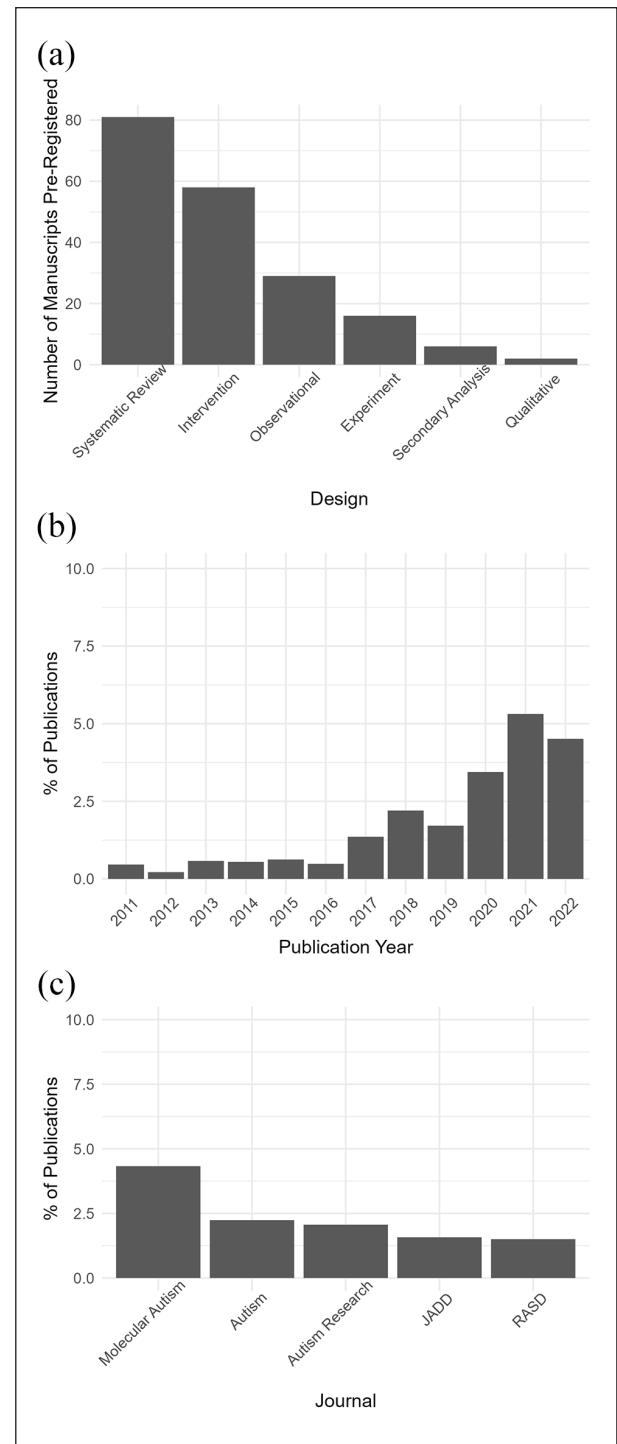 (a)
Number of Manuscripts Pre-Registered
80
60
40
20
0
Systematic Review
Intervention
Observational
Experiment
Secondary Analysis
Qualitative
Design
(b)
% of Publications
10.0
7.5
5.0
2.5
0.0
2011
2012
2013
2014
2015
2016
2017
2018
2019
2020
2021
2022
Publication Year
(c)
% of Publications
10.0
7.5
5.0
2.5
0.0
Molecular Autism
Autism
Autism Research
JADD
RASD
Journal